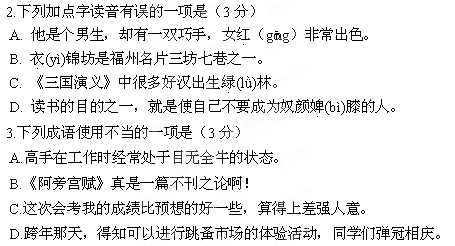 2.下列加点字读音有误的一项是（3 分）
A. 他是个男生，却有一双巧手，女红（gōng）非常出色。
B. 衣(yì)锦坊是福州名片三坊七巷之一。
C. 《三国演义》中很多好汉出生绿(lǜ)林。
D. 读书的目的之一，就是使自己不要成为奴颜婢(bì)膝的人。
3.下列成语使用不当的一项是（3 分）
A.高手在工作时经常处于目无全牛的状态。
B.《阿旁宫赋》真是一篇不刊之论啊！
C.这次会考我的成绩比预想的好一些，算得上差强人意。
D.跨年那天，得知可以进行跳蚤市场的体验活动，同学们弹冠相庆。